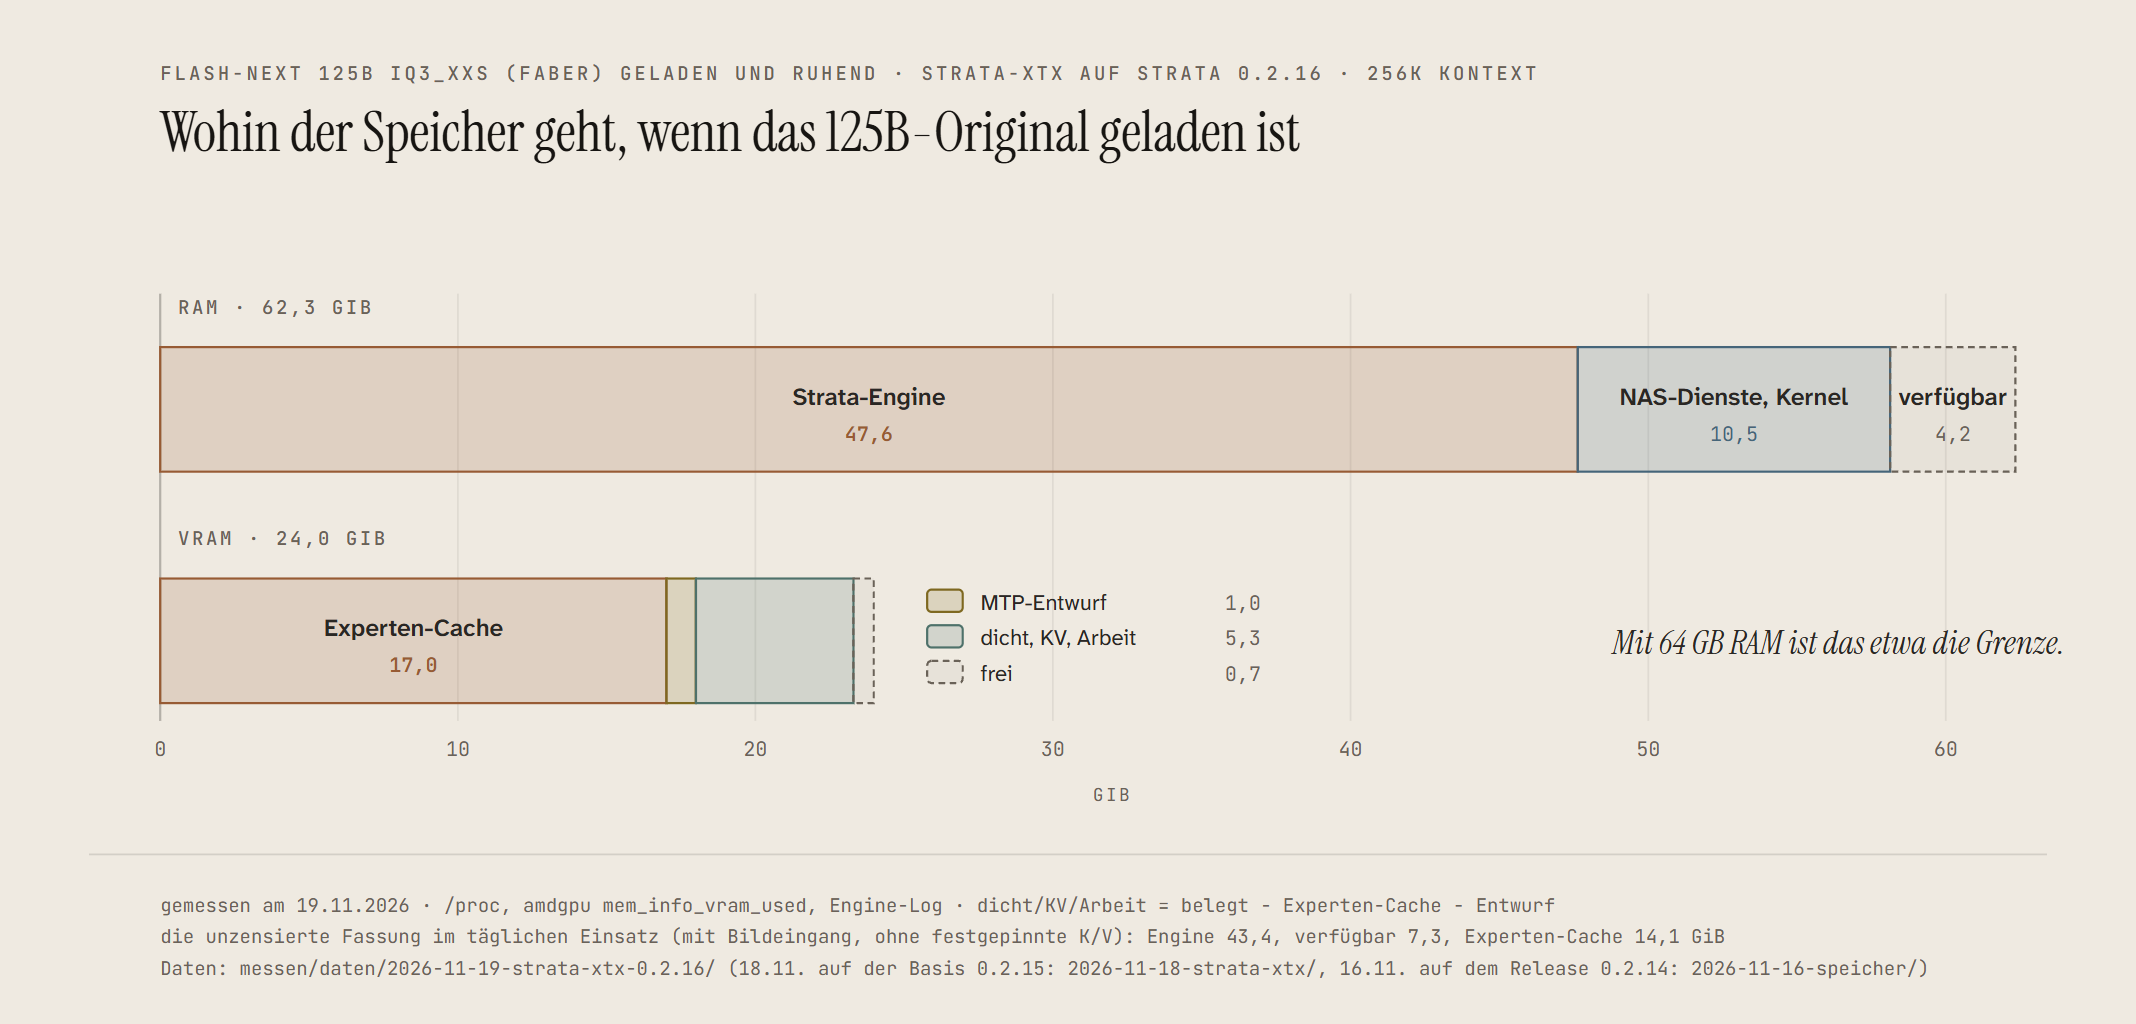 FLASH-NEXT 125B IQ3_XXS (FABER) GELADEN UND RUHEND · STRATA-XTX AUF STRATA 0.2.16 · 256K KONTEXT
Wohin der Speicher geht, wenn das 125B-Original geladen ist
RAM · 62,3 GIB
Strata-Engine
47,6
NAS-Dienste, Kernel
10,5
verfügbar
4,2
VRAM · 24,0 GIB
Experten-Cache
17,0
MTP-Entwurf 1,0
dicht, KV, Arbeit 5,3
frei 0,7
Mit 64 GB RAM ist das etwa die Grenze.
0 10 20 30 40 50 60
GIB
gemessen am 19.11.2026 · /proc, amdgpu mem_info_vram_used, Engine-Log · dicht/KV/Arbeit = belegt - Experten-Cache - Entwurf
die unzensierte Fassung im täglichen Einsatz (mit Bildeingang, ohne festgepinnte K/V): Engine 43,4, verfügbar 7,3, Experten-Cache 14,1 GiB
Daten: messen/daten/2026-11-19-strata-xtx-0.2.16/ (18.11. auf der Basis 0.2.15: 2026-11-18-strata-xtx/, 16.11. auf dem Release 0.2.14: 2026-11-16-speicher/)